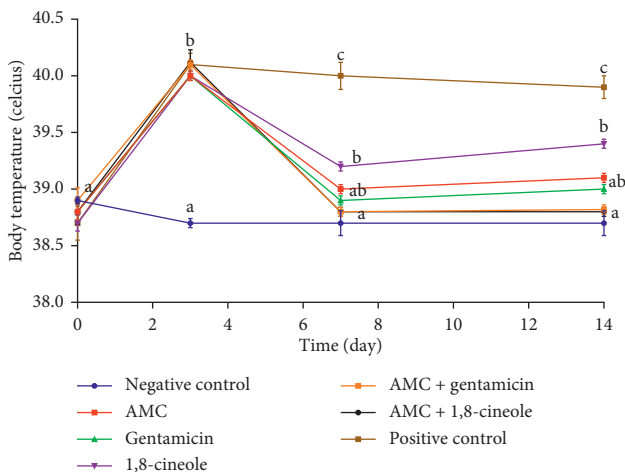 40.5
40.0
39.5
39.0
38.5
38.0
Body temperature (celcius)
b
c
c
a
b
b
ab
ab
a
a
a
0 2 4 6 8 10 12 14
Time (day)
Negative control
AMC
Gentamicin
1,8-cineole
AMC + gentamicin
AMC + 1,8-cineole
Positive control